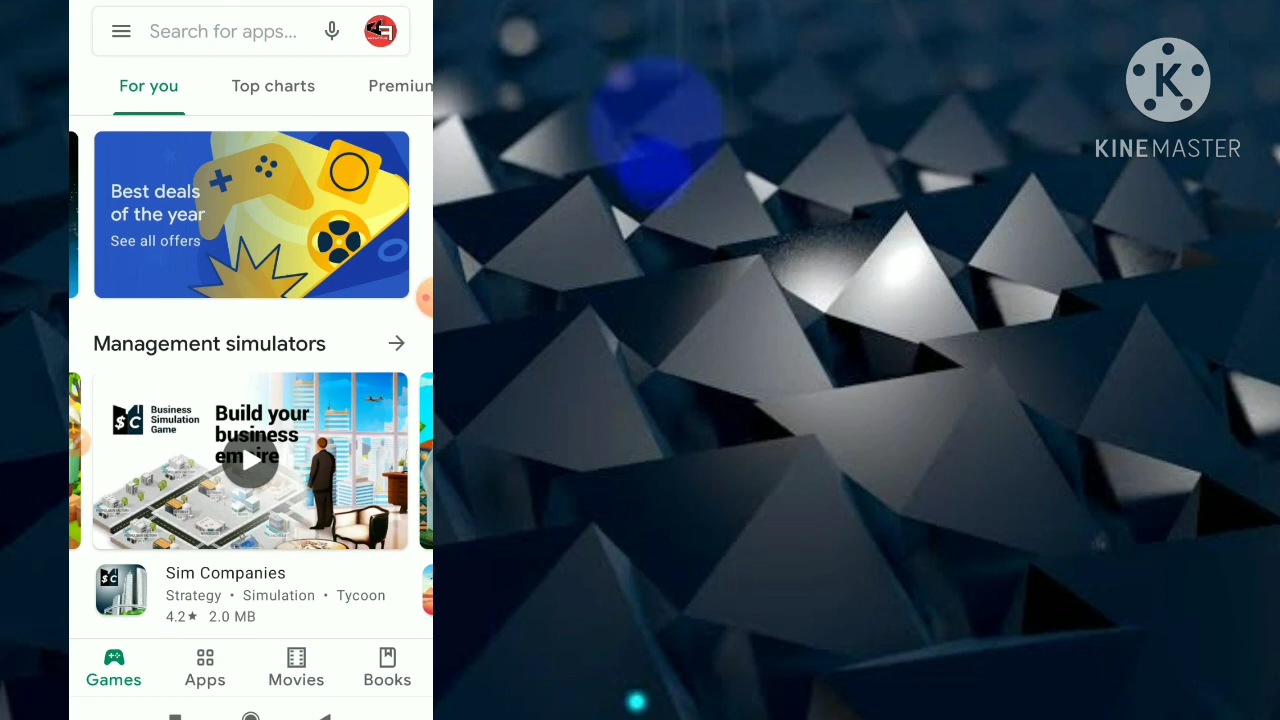 Search for apps...
For you
Top charts
Premium
Best deals
of the year
See all offers
Management simulators
$C
Business
Simulation
Game
Build your
business
empire
$C
Sim Companies
Strategy • Simulation • Tycoon
4.2★ 2.0 MB
Games
Apps
Movies
Books
K
KINEMASTER